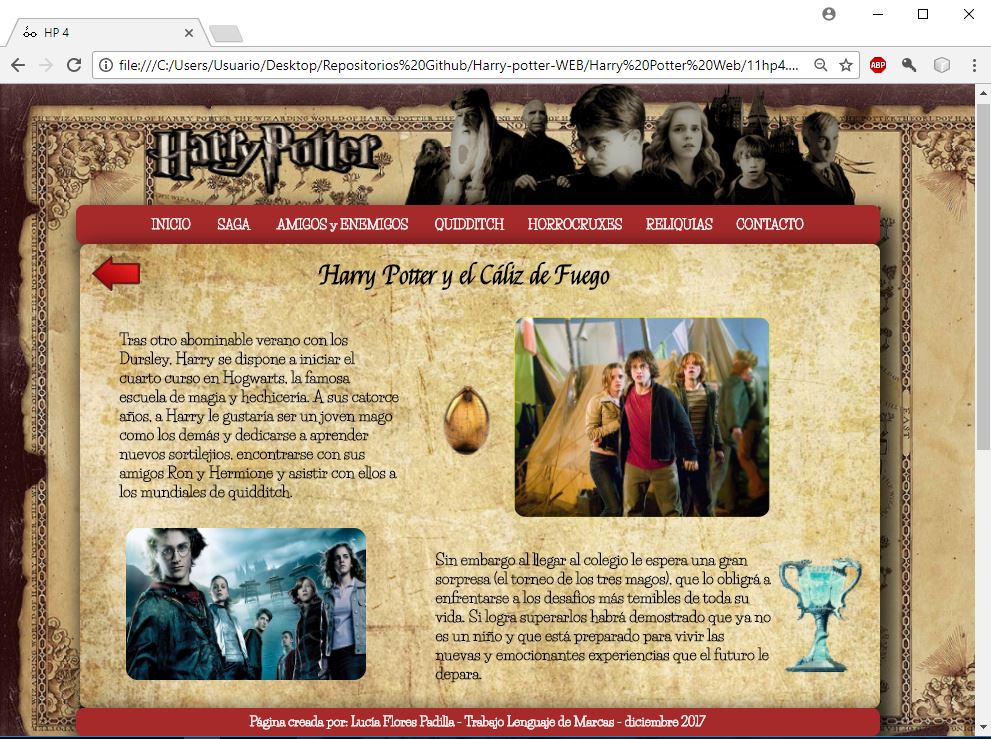 HP 4
file:///C:/Users/Usuario/Desktop/Repositorios%20Github/Harry-potter-WEB/Harry%20Potter%20Web/11hp4....
ABP
Harry Potter
INICIO SAGA AMIGOS y ENEMIGOS QUIDDITCH HORROCRUXES RELIQUIAS CONTACTO
Harry Potter y el Cáliz de Fuego
Tras otro abominable verano con los
Dursley, Harry se dispone a iniciar el
cuarto curso en Hogwarts, la famosa
escuela de magia y hechicería. A sus catorce
años, a Harry le gustaría ser un joven mago
como los demás y dedicarse a aprender
nuevos sortilejios, encontrarse con sus
amigos Ron y Hermione y asistir con ellos a
los mundiales de quidditch.
Sin embargo al llegar al colegio le espera una gran
sorpresa (el torneo de los tres magos), que lo obligrá a
enfrentarse a los desafios más temibles de toda su
vida. Si logra superarlos habrá demostrado que ya no
es un niño y que está preparado para vivir las
nuevas y emocionantes experiencias que el futuro le
depara.
Página creada por: Lucía Flores Padilla - Trabajo Lenguaje de Marcas - diciembre 2017